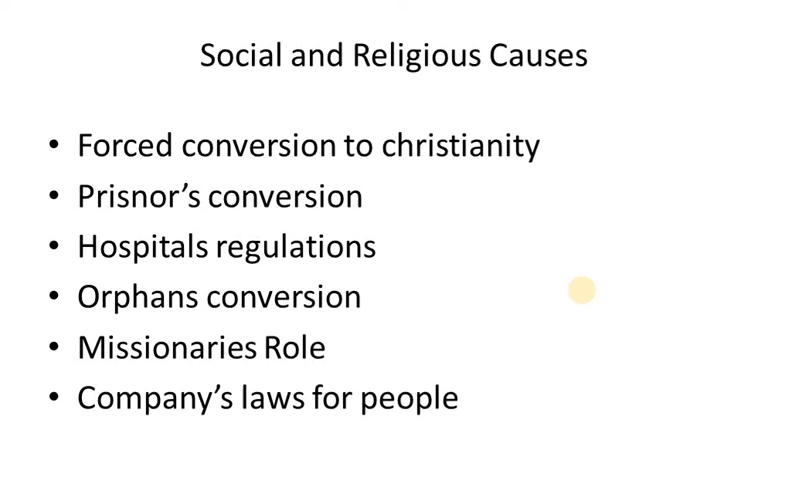 Social and Religious Causes
• Forced conversion to christianity
• Prisnor’s conversion
• Hospitals regulations
• Orphans conversion
• Missionaries Role
• Company’s laws for people